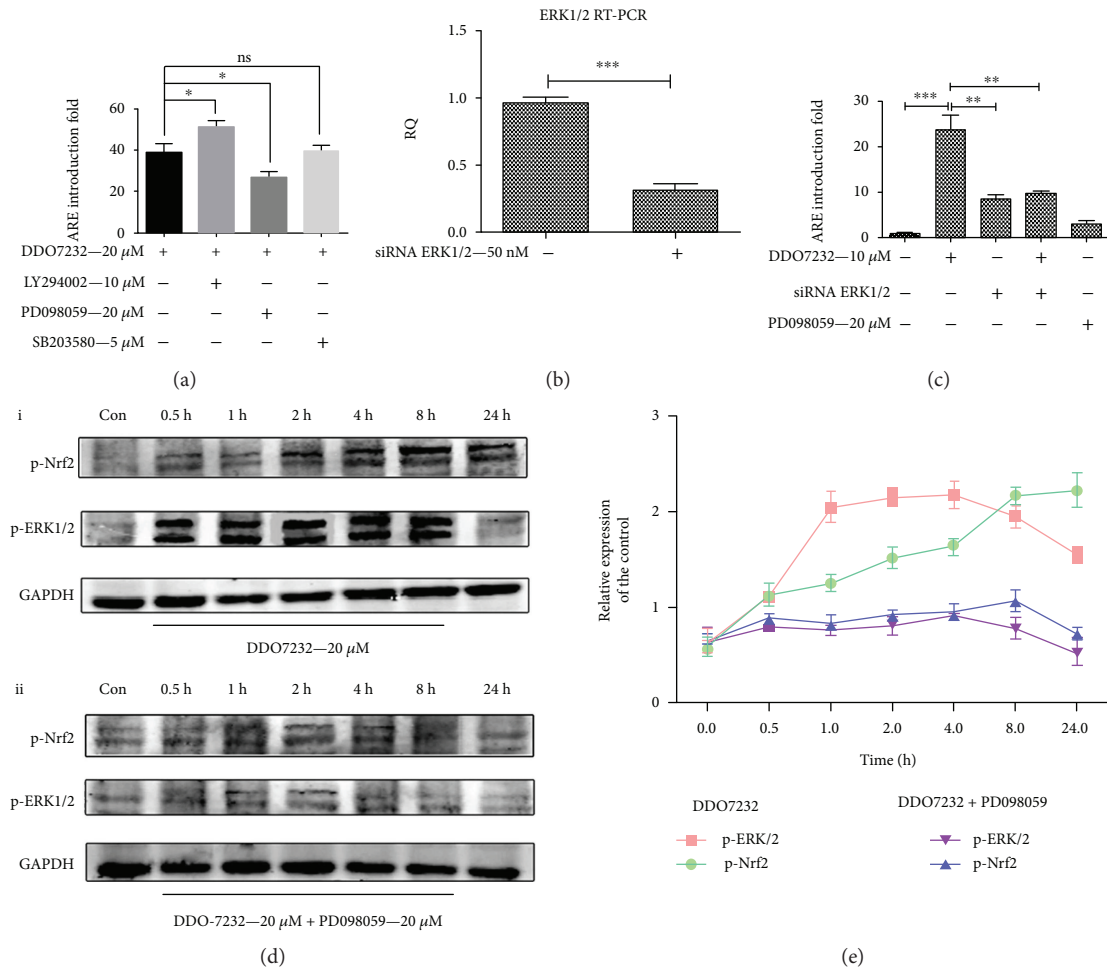 ns
*
*
60
40
20
0
ARE introduction fold
DDO7232—20 μM + + + +
LY294002—10 μM – + – –
PD098059—20 μM – – + –
SB203580—5 μM – – – +
(a)
ERK1/2 RT-PCR
***
1.5
1.0
0.5
0.0
RQ
siRNA ERK1/2—50 nM – +
(b)
**
*** **
30
20
10
0
ARE introduction fold
DDO7232—10 μM – + – + –
siRNA ERK1/2 – – + + –
PD098059—20 μM – – – – +
(c)
i Con 0.5 h 1 h 2 h 4 h 8 h 24 h
p-Nrf2
p-ERK1/2
GAPDH
DDO7232—20 μM
ii Con 0.5 h 1 h 2 h 4 h 8 h 24 h
p-Nrf2
p-ERK1/2
GAPDH
DDO-7232—20 μM + PD098059—20 μM
(d)
3
2
1
0
Relative expression
of the control
0.0 0.5 1.0 2.0 4.0 8.0 24.0
Time (h)
DDO7232 DDO7232 + PD098059
p-ERK/2 p-ERK/2
p-Nrf2 p-Nrf2
(e)